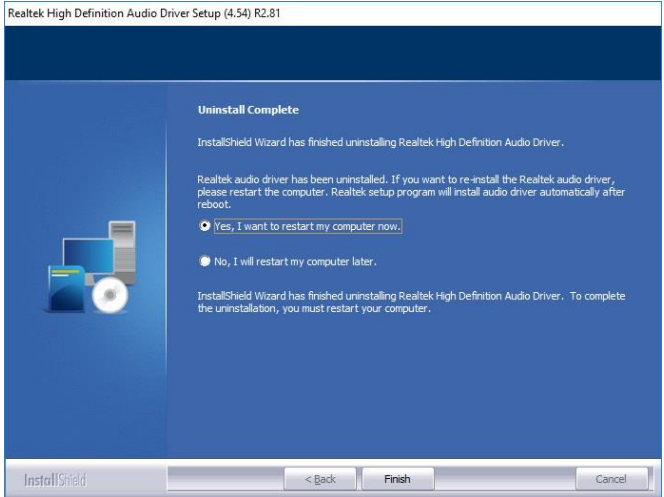 Realtek High Definition Audio Driver Setup (4.54) R2.81
Uninstall Complete
InstallShield Wizard has finished uninstalling Realtek High Definition Audio Driver.
Realtek audio driver has been uninstalled. If you want to re-install the Realtek audio driver,
please restart the computer. Realtek setup program will install audio driver automatically after
reboot.
Yes, I want to restart my computer now.
No, I will restart my computer later.
InstallShield Wizard has finished uninstalling Realtek High Definition Audio Driver. To complete
the uninstallation, you must restart your computer.
InstallShield
< Back
Finish
Cancel